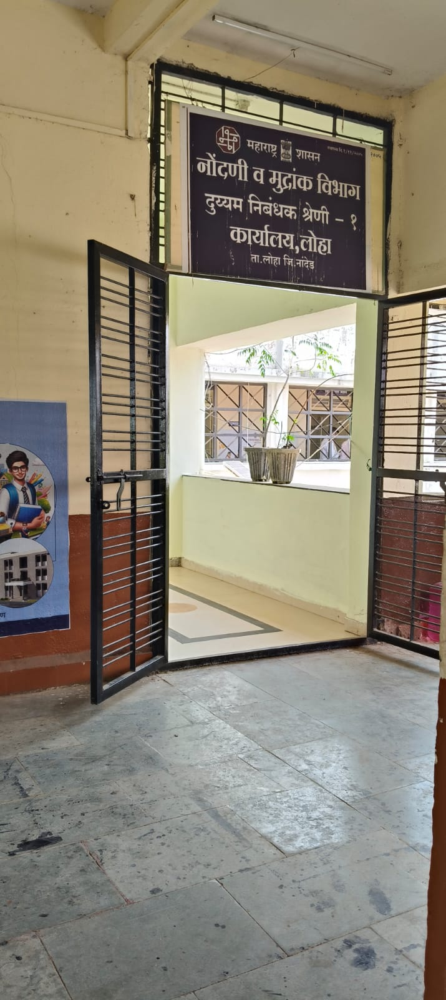 महाराष्ट्र शासन
नोंदणी व मुद्रांक विभाग
दुय्यम निबंधक श्रेणी - १
कार्यालय,लोहा
ता.लोहा जि.नांदेड